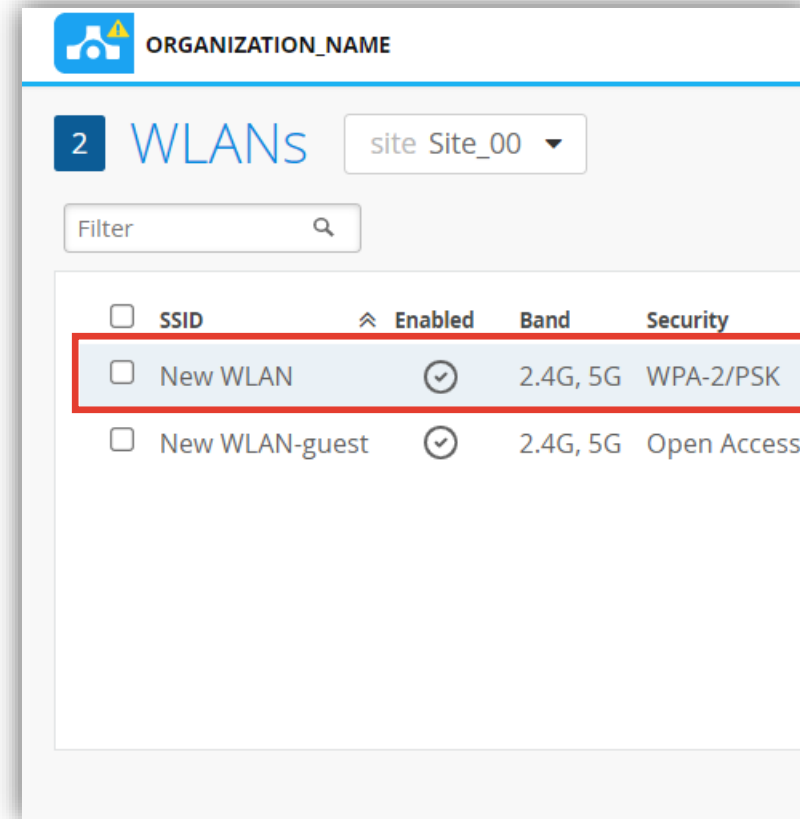 ORGANIZATION_NAME
2 WLANs site Site_00
Filter
SSID Enabled Band Security
New WLAN 2.4G, 5G WPA-2/PSK
New WLAN-guest 2.4G, 5G Open Access